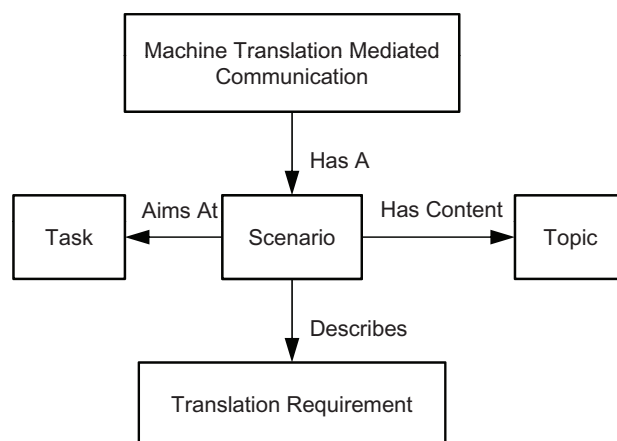 Machine Translation Mediated
Communication
Has A
Aims At
Has Content
Task
Scenario
Topic
Describes
Translation Requirement